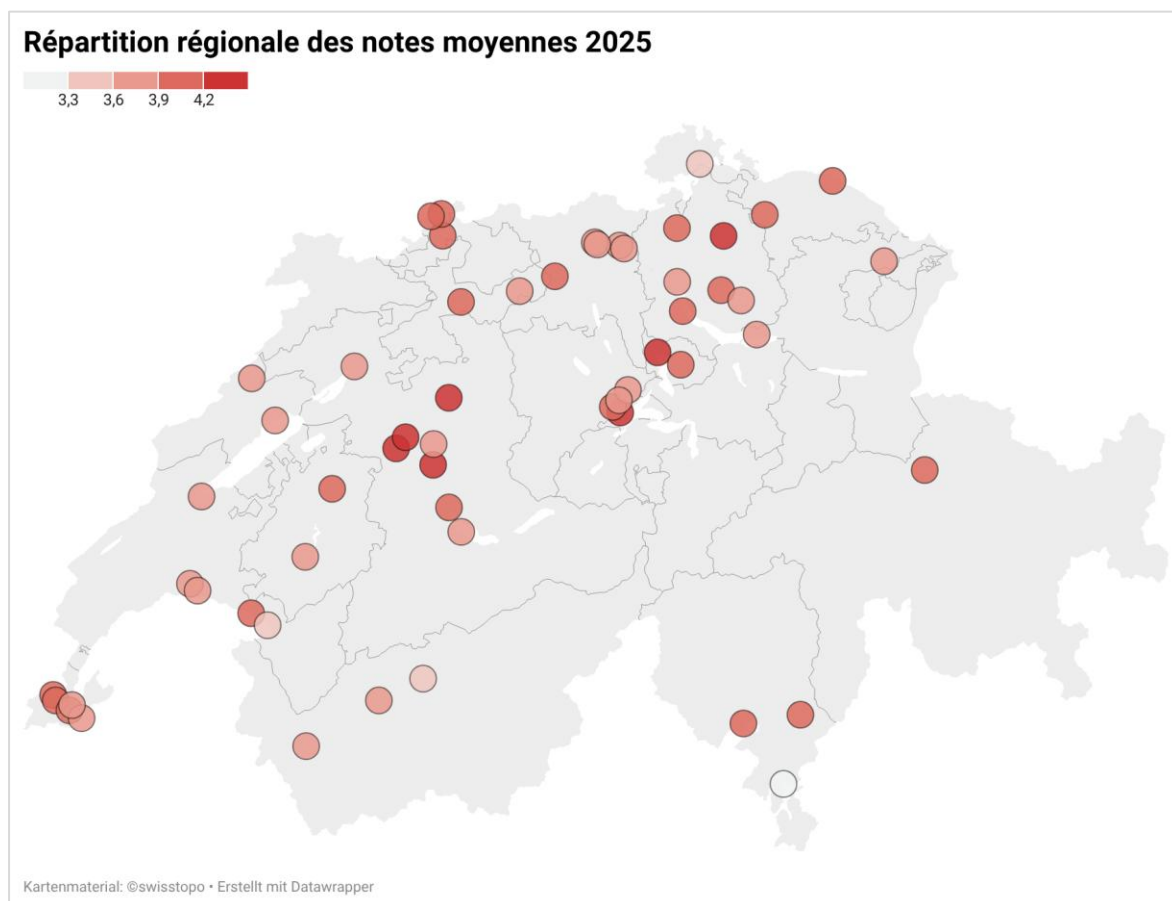 Répartition régionale des notes moyennes 2025
3,3 3,6 3,9 4,2
Kartenmaterial: ©swisstopo • Erstellt mit Datawrapper